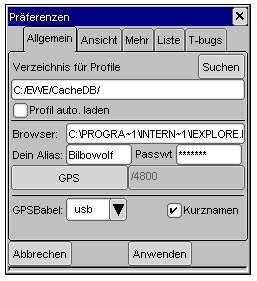 Präferenzen
Allgemein Ansicht Mehr Liste T-bugs
Verzeichnis für Profile Suchen
C:/EWE/CacheDB/
Profil auto. laden
Browser: C:\PROGRA~1\INTERN~1\IEXPLORE.
Dein Alias: Bilbowolf Passwt *******
GPS /4800
GPSBabel: usb Kurznamen
Abbrechen Anwenden